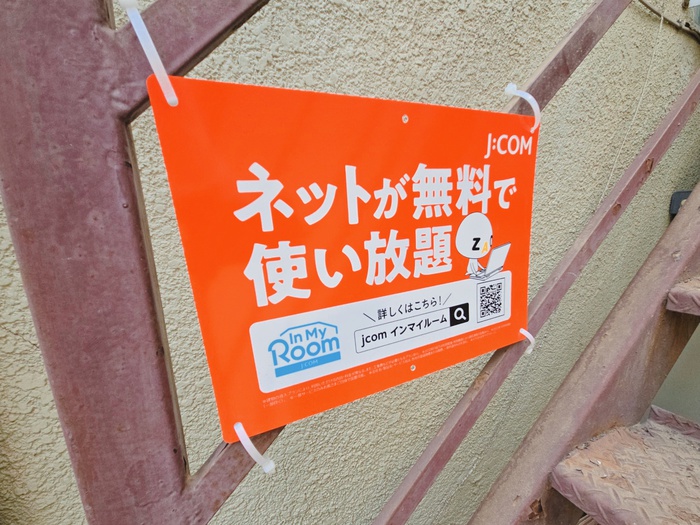 J:COM
ネットが無料で
使い放題
Z
in My
Room
J:COM
＼詳しくはこちら！／
jcom インマイルーム